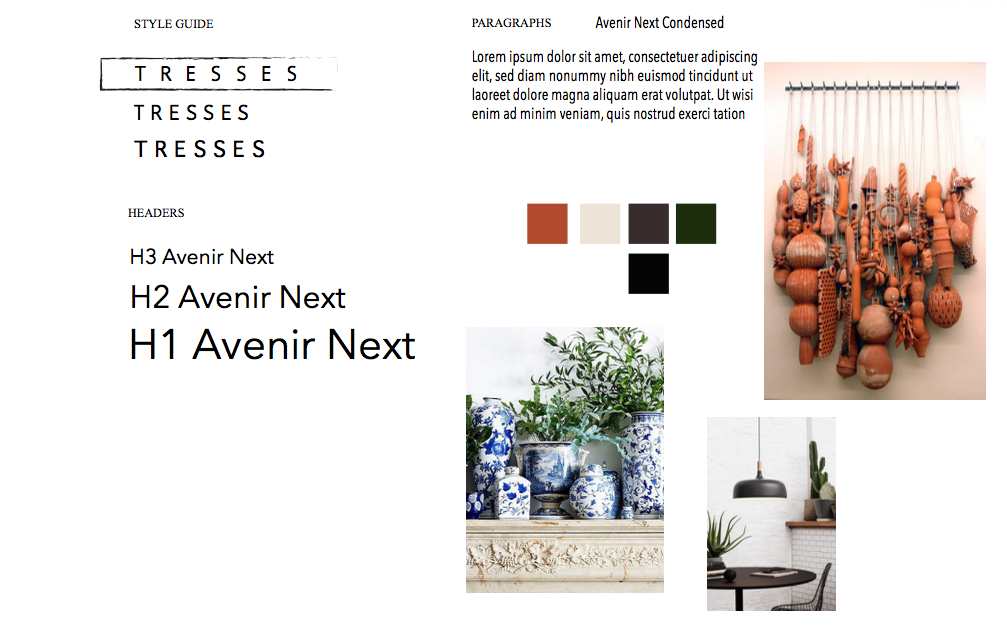 STYLE GUIDE
TRESSES
TRESSES
TRESSES
HEADERS
H3 Avenir Next
H2 Avenir Next
H1 Avenir Next
PARAGRAPHS
Avenir Next Condensed
Lorem ipsum dolor sit amet, consectetuer adipiscing
elit, sed diam nonummy nibh euismod tincidunt ut
laoreet dolore magna aliquam erat volutpat. Ut wisi
enim ad minim veniam, quis nostrud exerci tation